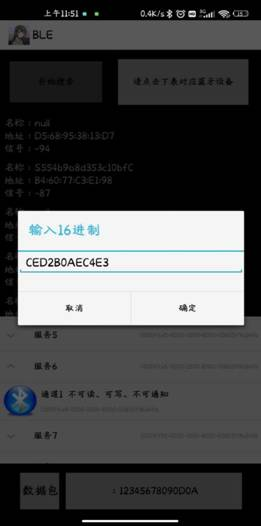 上午11:51
0.4K/s
BLE
开始搜索
请点击下表对应蓝牙设备
名称：null
地址：D5:68:95:38:13:D7
信号：-94
名称：S554b9a8d353c10bfC
地址：B4:60:77:C3:E1:98
信号：-87
输入16进制
CED2B0AEC4E3
取消
确定
服务5
服务6
通道1 不可读、可写、不可通知
服务7
数据包
：12345678090D0A